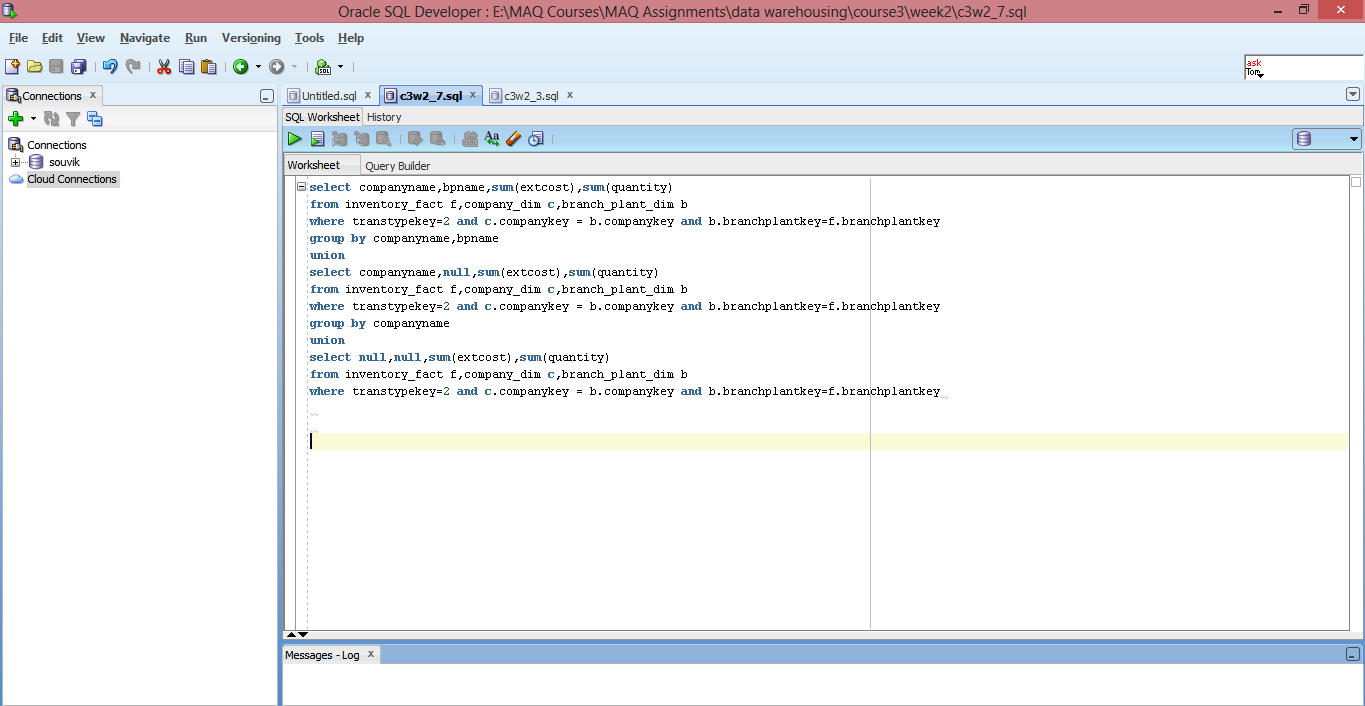 Oracle SQL Developer : E:\MAQ Courses\MAQ Assignments\data warehousing\course3\week2\c3w2_7.sql
File Edit View Navigate Run Versioning Tools Help
SQL
ask
Tom
Connections x
Untitled.sql x c3w2_7.sql x c3w2_3.sql x
SQL Worksheet History
Aa
Connections
souvik
Cloud Connections
Worksheet Query Builder
select companyname,bpname,sum(extcost),sum(quantity)
from inventory_fact f,company_dim c,branch_plant_dim b
where transtypekey=2 and c.companykey = b.companykey and b.branchplantkey=f.branchplantkey
group by companyname,bpname
union
select companyname,null,sum(extcost),sum(quantity)
from inventory_fact f,company_dim c,branch_plant_dim b
where transtypekey=2 and c.companykey = b.companykey and b.branchplantkey=f.branchplantkey
group by companyname
union
select null,null,sum(extcost),sum(quantity)
from inventory_fact f,company_dim c,branch_plant_dim b
where transtypekey=2 and c.companykey = b.companykey and b.branchplantkey=f.branchplantkey
Messages - Log x